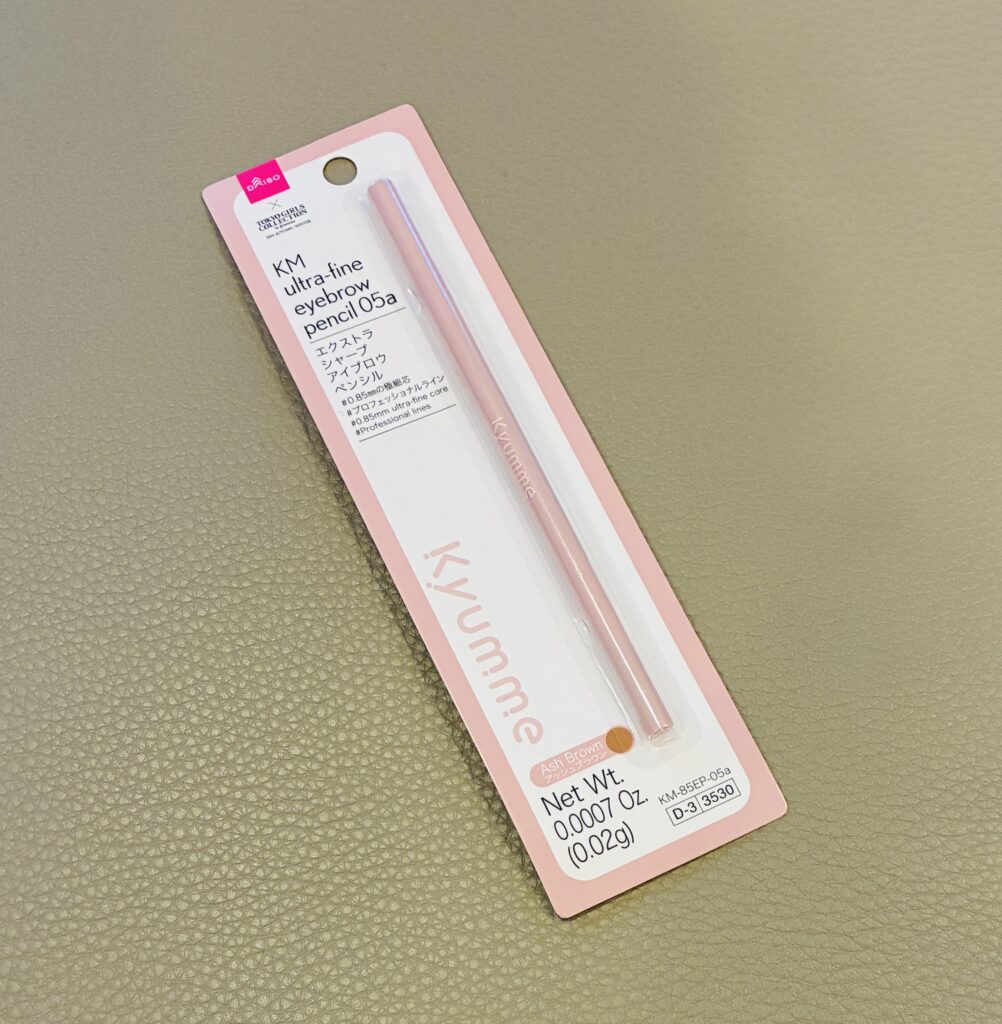 DAISO
×
TOKYO GIRLS
COLLECTION
AUTUMN/WINTER
KM
ultra-fine
eyebrow
pencil 05a
エクストラ
シャープ
アイブロウ
ペンシル
#0.85mmの極細芯
#プロフェッショナルライン
#0.85mm ultra-fine core
#Professional lines
Kyumme
Kyumme
Ash Brown
アッシュブラウン
Net Wt.
0.0007 Oz.
(0.02g)
KM-85EP-05a
D-3 3530